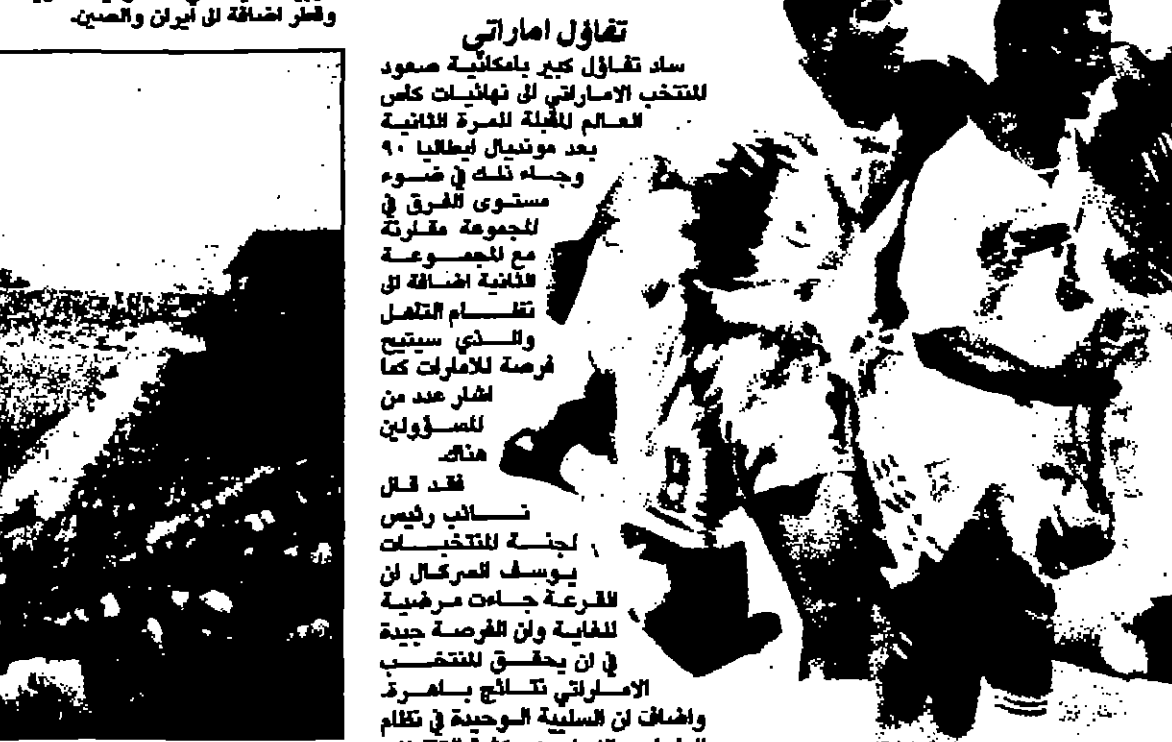 وقطر اضافة الى ايران والصين.
تفاؤل اماراتي
ساد تفاؤل كبير بامكانية صعود
المنتخب الاماراتي الى نهائيات كاس
العالم المقبلة للمرة الثانية
بعد مونديال ايطاليا ٩٠
وجاء ذلك في ضوء
مستوى الفرق في
المجموعة مقارنة
مع المجموعة
الثانية اضافة الى
نظام التاهل
والذي سيتيح
فرصة للامارات كما
اشار عدد من
المسؤولين
هناك.
فقد قال
نائب رئيس
لجنة المنتخبات
يوسف السركال ان
القرعة جاءت مرضية
للغاية وان الفرصة جيدة
في ان يحقق المنتخب
الاماراتي نتائج باهرة.
واضاف ان السلبية الوحيدة في نظام